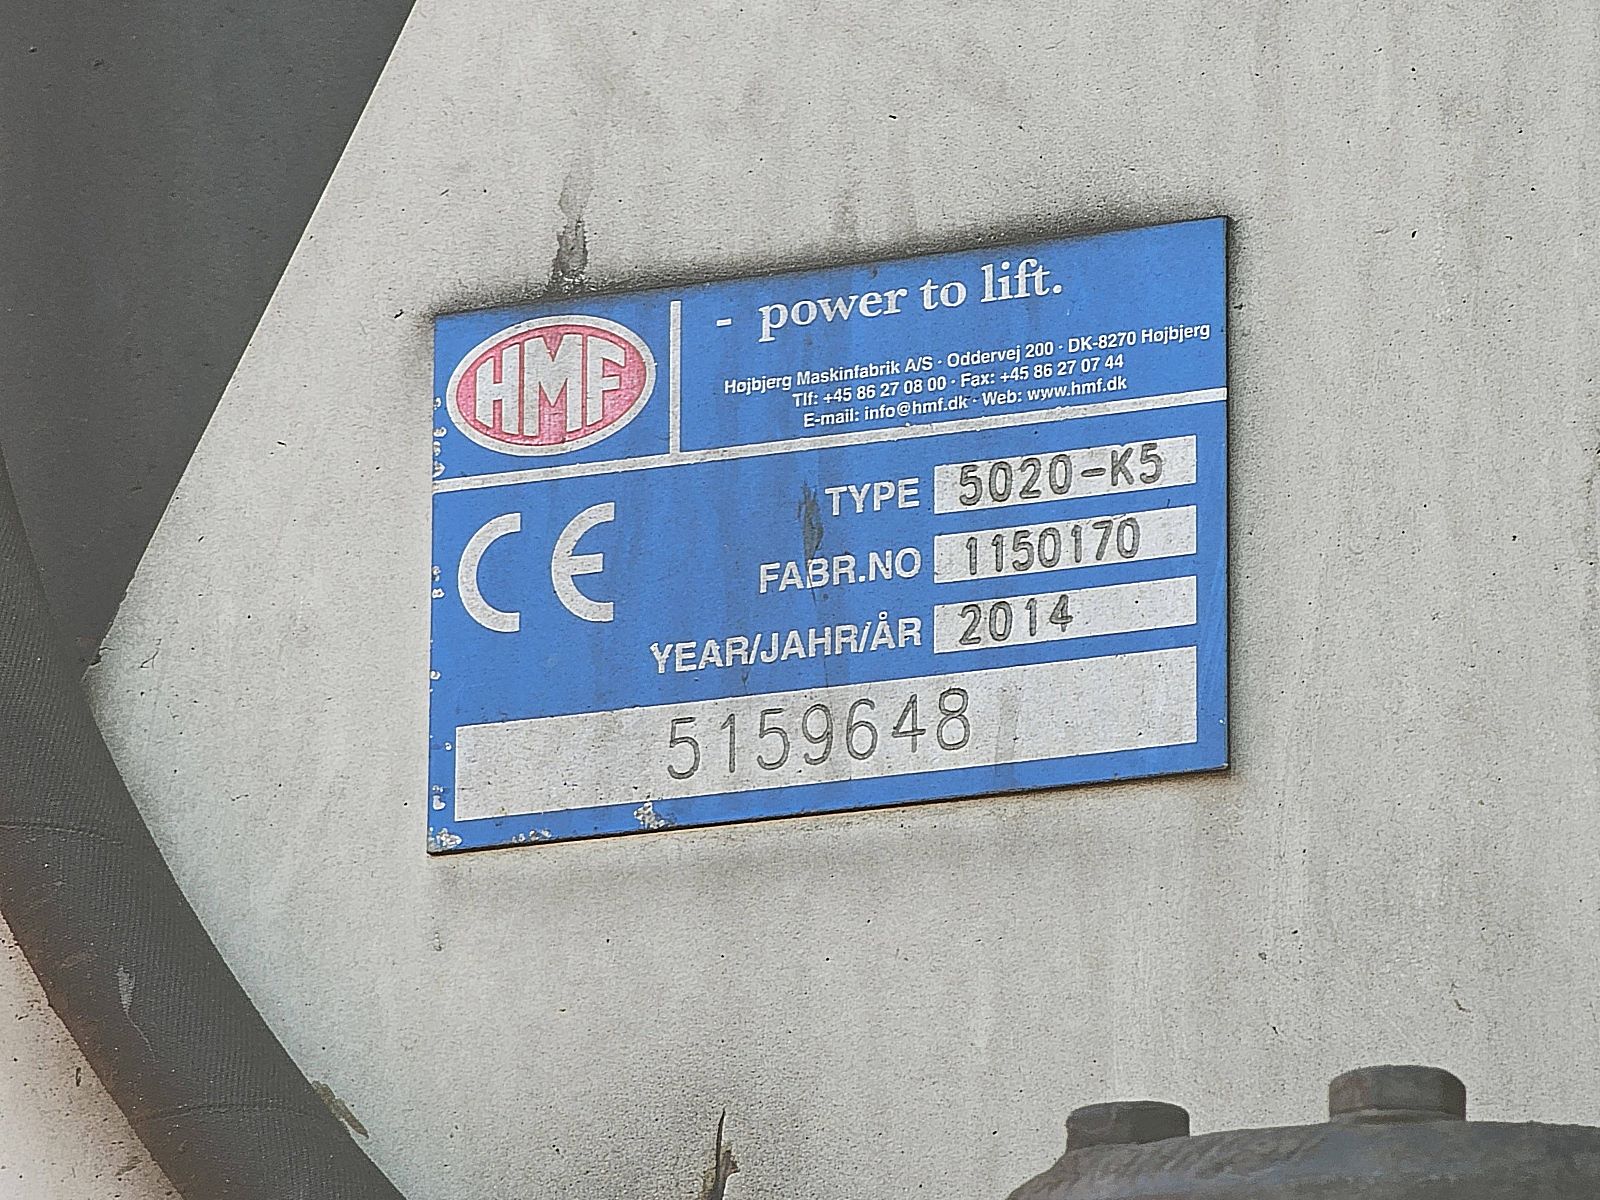 HMF
- power to lift.
Højbjerg Maskinfabrik A/S · Oddervej 200 · DK-8270 Højbjerg
Tlf: +45 86 27 08 00 · Fax: +45 86 27 07 44
E-mail: info@hmf.dk · Web: www.hmf.dk
CE
TYPE 5020-K5
FABR.NO 1150170
YEAR/JAHR/ÅR 2014
5159648